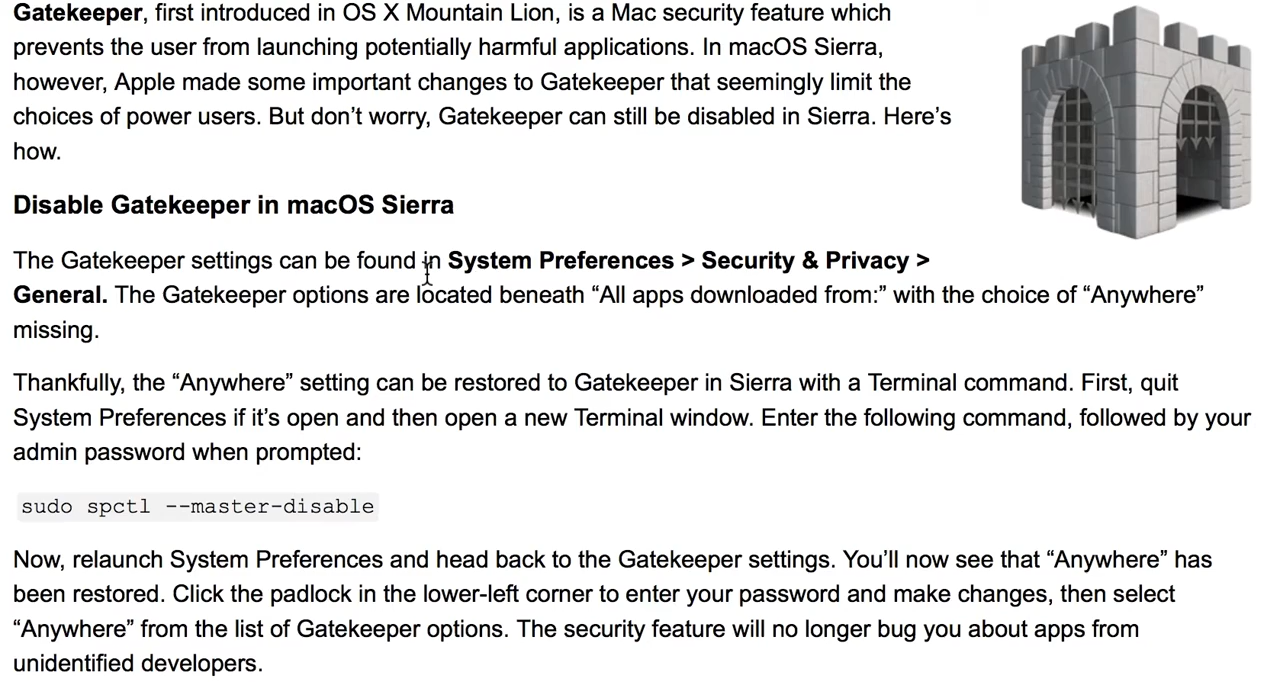 Gatekeeper, first introduced in OS X Mountain Lion, is a Mac security feature which
prevents the user from launching potentially harmful applications. In macOS Sierra,
however, Apple made some important changes to Gatekeeper that seemingly limit the
choices of power users. But don’t worry, Gatekeeper can still be disabled in Sierra. Here’s
how.
Disable Gatekeeper in macOS Sierra
The Gatekeeper settings can be found in System Preferences > Security & Privacy >
General. The Gatekeeper options are located beneath “All apps downloaded from:” with the choice of “Anywhere”
missing.
Thankfully, the “Anywhere” setting can be restored to Gatekeeper in Sierra with a Terminal command. First, quit
System Preferences if it’s open and then open a new Terminal window. Enter the following command, followed by your
admin password when prompted:
sudo spctl --master-disable
Now, relaunch System Preferences and head back to the Gatekeeper settings. You’ll now see that “Anywhere” has
been restored. Click the padlock in the lower-left corner to enter your password and make changes, then select
“Anywhere” from the list of Gatekeeper options. The security feature will no longer bug you about apps from
unidentified developers.